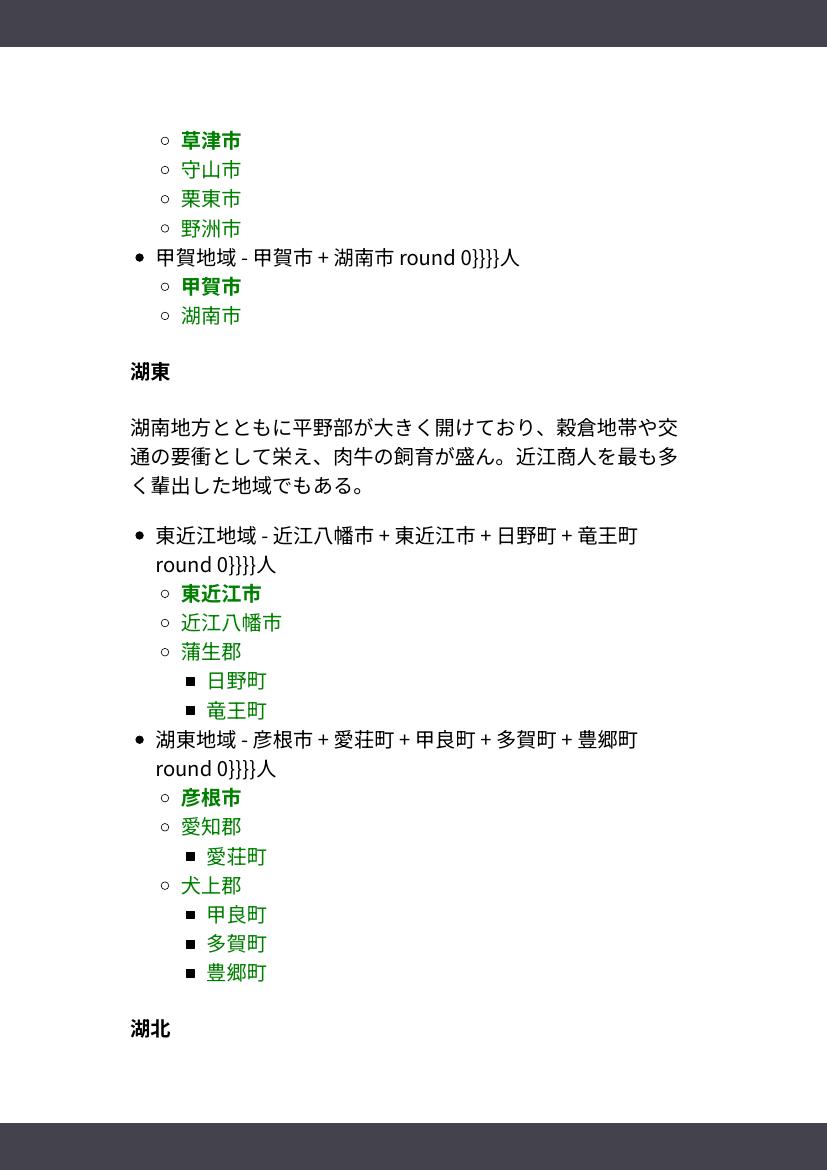 草津市
守山市
栗東市
野洲市
甲賀地域 - 甲賀市 + 湖南市 round 0}}}}人
甲賀市
湖南市
湖東
湖南地方とともに平野部が大きく開けており、穀倉地帯や交
通の要衝として栄え、肉牛の飼育が盛ん。近江商人を最も多
く輩出した地域でもある。
東近江地域 - 近江八幡市 + 東近江市 + 日野町 + 竜王町
round 0}}}}人
東近江市
近江八幡市
蒲生郡
日野町
竜王町
湖東地域 - 彦根市 + 愛荘町 + 甲良町 + 多賀町 + 豊郷町
round 0}}}}人
彦根市
愛知郡
愛荘町
犬上郡
甲良町
多賀町
豊郷町
湖北